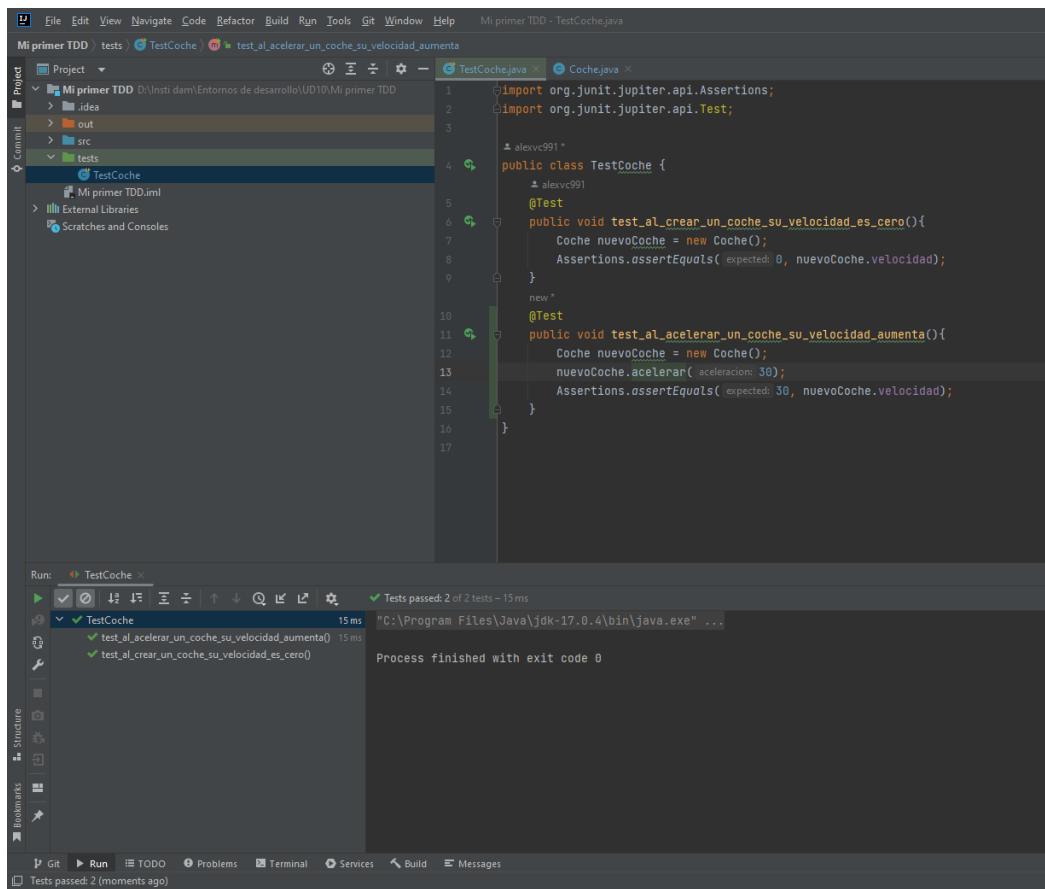 File Edit View Navigate Code Refactor Build Run Tools Git Window Help Mi primer TDD - TestCoche.java
Mi primer TDD tests TestCoche test_al_acelerar_un_coche_su_velocidad_aumenta
Project
Project
Commit
Mi primer TDD D:\Insti dam\Entornos de desarrollo\UD10\Mi primer TDD
.idea
out
src
tests
TestCoche
Mi primer TDD.iml
External Libraries
Scratches and Consoles
TestCoche.java Coche.java
1 import org.junit.jupiter.api.Assertions;
2 import org.junit.jupiter.api.Test;
3
alexvc991 *
4 public class TestCoche {
alexvc991
5 @Test
6 public void test_al_crear_un_coche_su_velocidad_es_cero(){
7 Coche nuevoCoche = new Coche();
8 Assertions.assertEquals( expected: 0, nuevoCoche.velocidad);
9 }
new *
10 @Test
11 public void test_al_acelerar_un_coche_su_velocidad_aumenta(){
12 Coche nuevoCoche = new Coche();
13 nuevoCoche.acelerar( aceleracion: 30);
14 Assertions.assertEquals( expected: 30, nuevoCoche.velocidad);
15 }
16 }
17
Run: TestCoche
Tests passed: 2 of 2 tests – 15 ms
TestCoche 15 ms
test_al_acelerar_un_coche_su_velocidad_aumenta() 15 ms
test_al_crear_un_coche_su_velocidad_es_cero()
"C:\Program Files\Java\jdk-17.0.4\bin\java.exe" ...
Process finished with exit code 0
Structure
Bookmarks
Git Run TODO Problems Terminal Services Build Messages
Tests passed: 2 (moments ago)